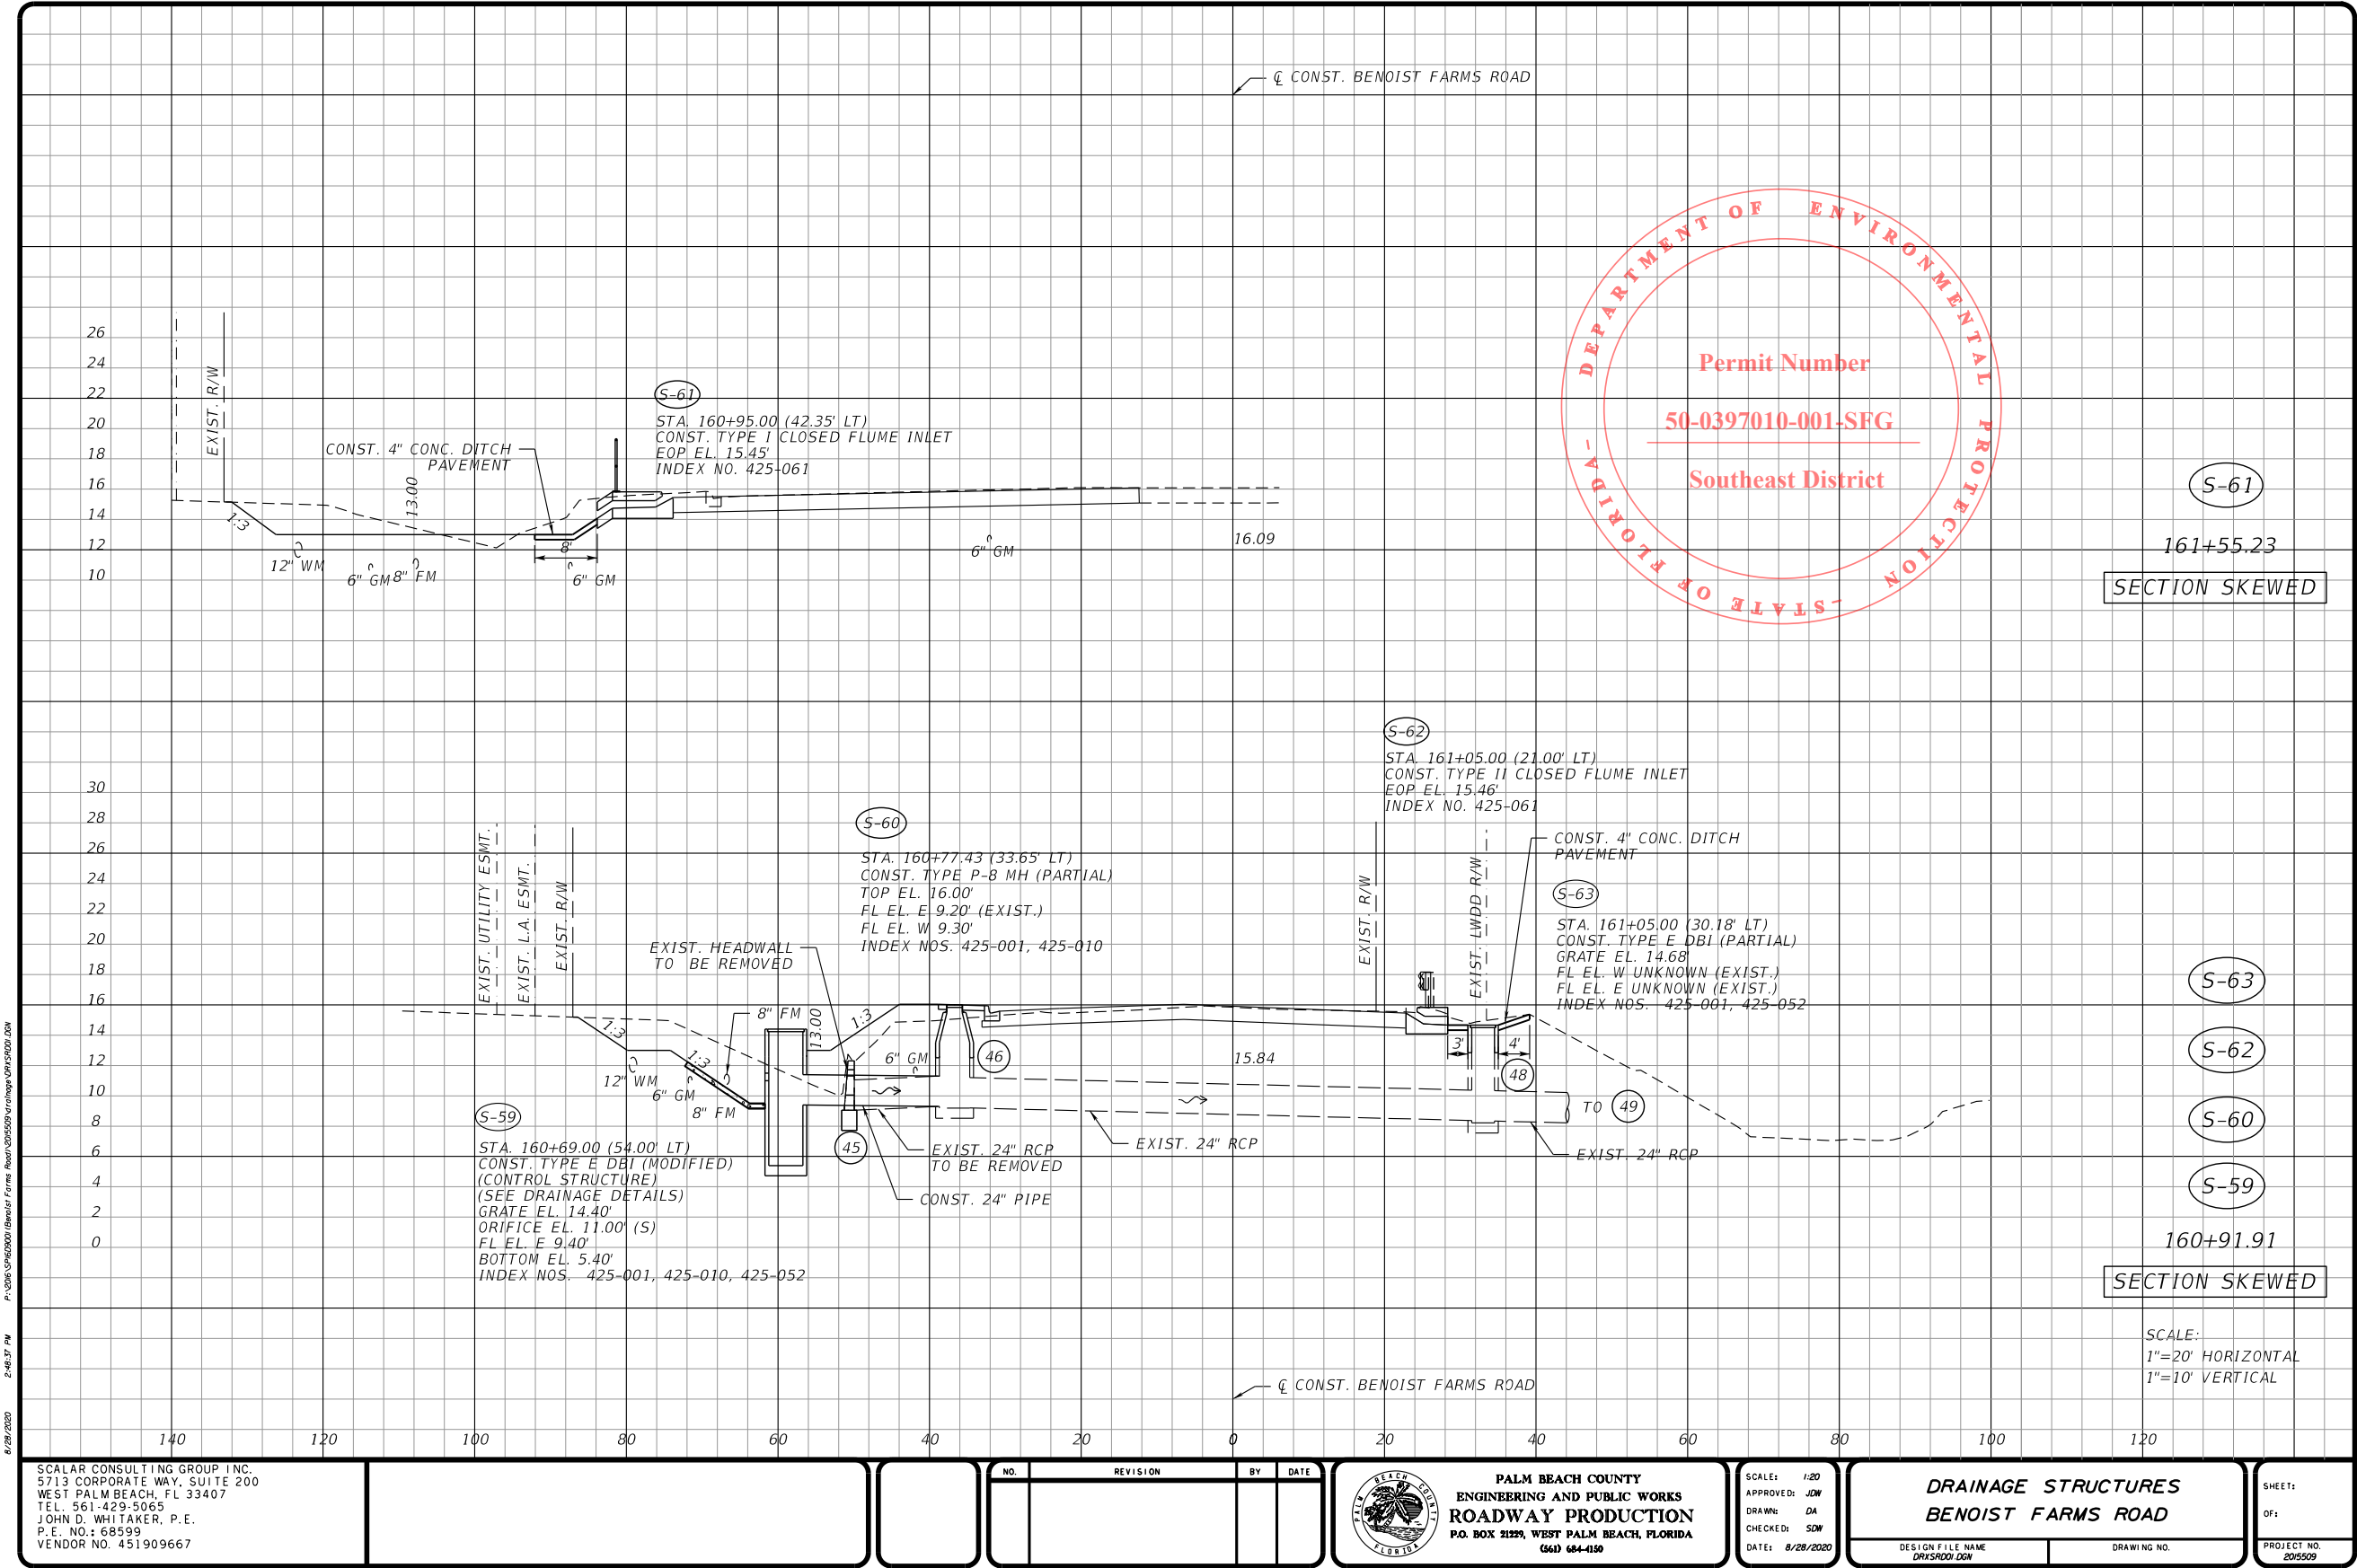 ℄ CONST. BENOIST FARMS ROAD
26
24
22
20
18
16
14
12
10
EXIST. R/W
1:3
CONST. 4" CONC. DITCH
PAVEMENT
13.00
S-61
STA. 160+95.00 (42.35' LT)
CONST. TYPE I CLOSED FLUME INLET
EOP EL. 15.45'
INDEX NO. 425-061
12" WM
6" GM
8" FM
8'
6" GM
6" GM
16.09
DEPARTMENT OF ENVIRONMENTAL PROTECTION
-STATE OF FLORIDA-
Permit Number
50-0397010-001-SFG
Southeast District
S-61
161+55.23
SECTION SKEWED
30
28
26
24
22
20
18
16
14
12
10
8
6
4
2
0
EXIST. UTILITY ESMT.
EXIST. L.A. ESMT.
EXIST. R/W
S-60
STA. 160+77.43 (33.65' LT)
CONST. TYPE P-8 MH (PARTIAL)
TOP EL. 16.00'
FL EL. E 9.20' (EXIST.)
FL EL. W 9.30'
INDEX NOS. 425-001, 425-010
EXIST. HEADWALL
TO BE REMOVED
S-62
STA. 161+05.00 (21.00' LT)
CONST. TYPE II CLOSED FLUME INLET
EOP EL. 15.46'
INDEX NO. 425-061
EXIST. R/W
EXIST. LWDD R/W
CONST. 4" CONC. DITCH
PAVEMENT
S-63
STA. 161+05.00 (30.18' LT)
CONST. TYPE E DBI (PARTIAL)
GRATE EL. 14.68'
FL EL. W UNKNOWN (EXIST.)
FL EL. E UNKNOWN (EXIST.)
INDEX NOS. 425-001, 425-052
1:3
1:3
12" WM
6" GM
8" FM
8" FM
13.00
1:3
6" GM
46
15.84
3'
4'
48
TO 49
45
EXIST. 24" RCP
TO BE REMOVED
CONST. 24" PIPE
EXIST. 24" RCP
EXIST. 24" RCP
S-59
STA. 160+69.00 (54.00' LT)
CONST. TYPE E DBI (MODIFIED)
(CONTROL STRUCTURE)
(SEE DRAINAGE DETAILS)
GRATE EL. 14.40'
ORIFICE EL. 11.00' (S)
FL EL. E 9.40'
BOTTOM EL. 5.40'
INDEX NOS. 425-001, 425-010, 425-052
S-63
S-62
S-60
S-59
160+91.91
SECTION SKEWED
SCALE:
1"=20' HORIZONTAL
1"=10' VERTICAL
℄ CONST. BENOIST FARMS ROAD
140 120 100 80 60 40 20 0 20 40 60 80 100 120
P:\2016\SP160900\(Benoist Farms Road)\2015509\drainage\DRXSRD01.DGN
2:48:37 PM
8/28/2020
SCALAR CONSULTING GROUP INC.
5713 CORPORATE WAY, SUITE 200
WEST PALM BEACH, FL 33407
TEL. 561-429-5065
JOHN D. WHITAKER, P.E.
P.E. NO.: 68599
VENDOR NO. 451909667
NO. REVISION BY DATE
PALM BEACH COUNTY
FLORIDA
PALM BEACH COUNTY
ENGINEERING AND PUBLIC WORKS
ROADWAY PRODUCTION
P.O. BOX 21229, WEST PALM BEACH, FLORIDA
(561) 684-4150
SCALE: 1:20
APPROVED: JDW
DRAWN: DA
CHECKED: SDW
DATE: 8/28/2020
DRAINAGE STRUCTURES
BENOIST FARMS ROAD
DESIGN FILE NAME
DRXSRD01.DGN
DRAWING NO.
SHEET:
OF:
PROJECT NO.
2015509